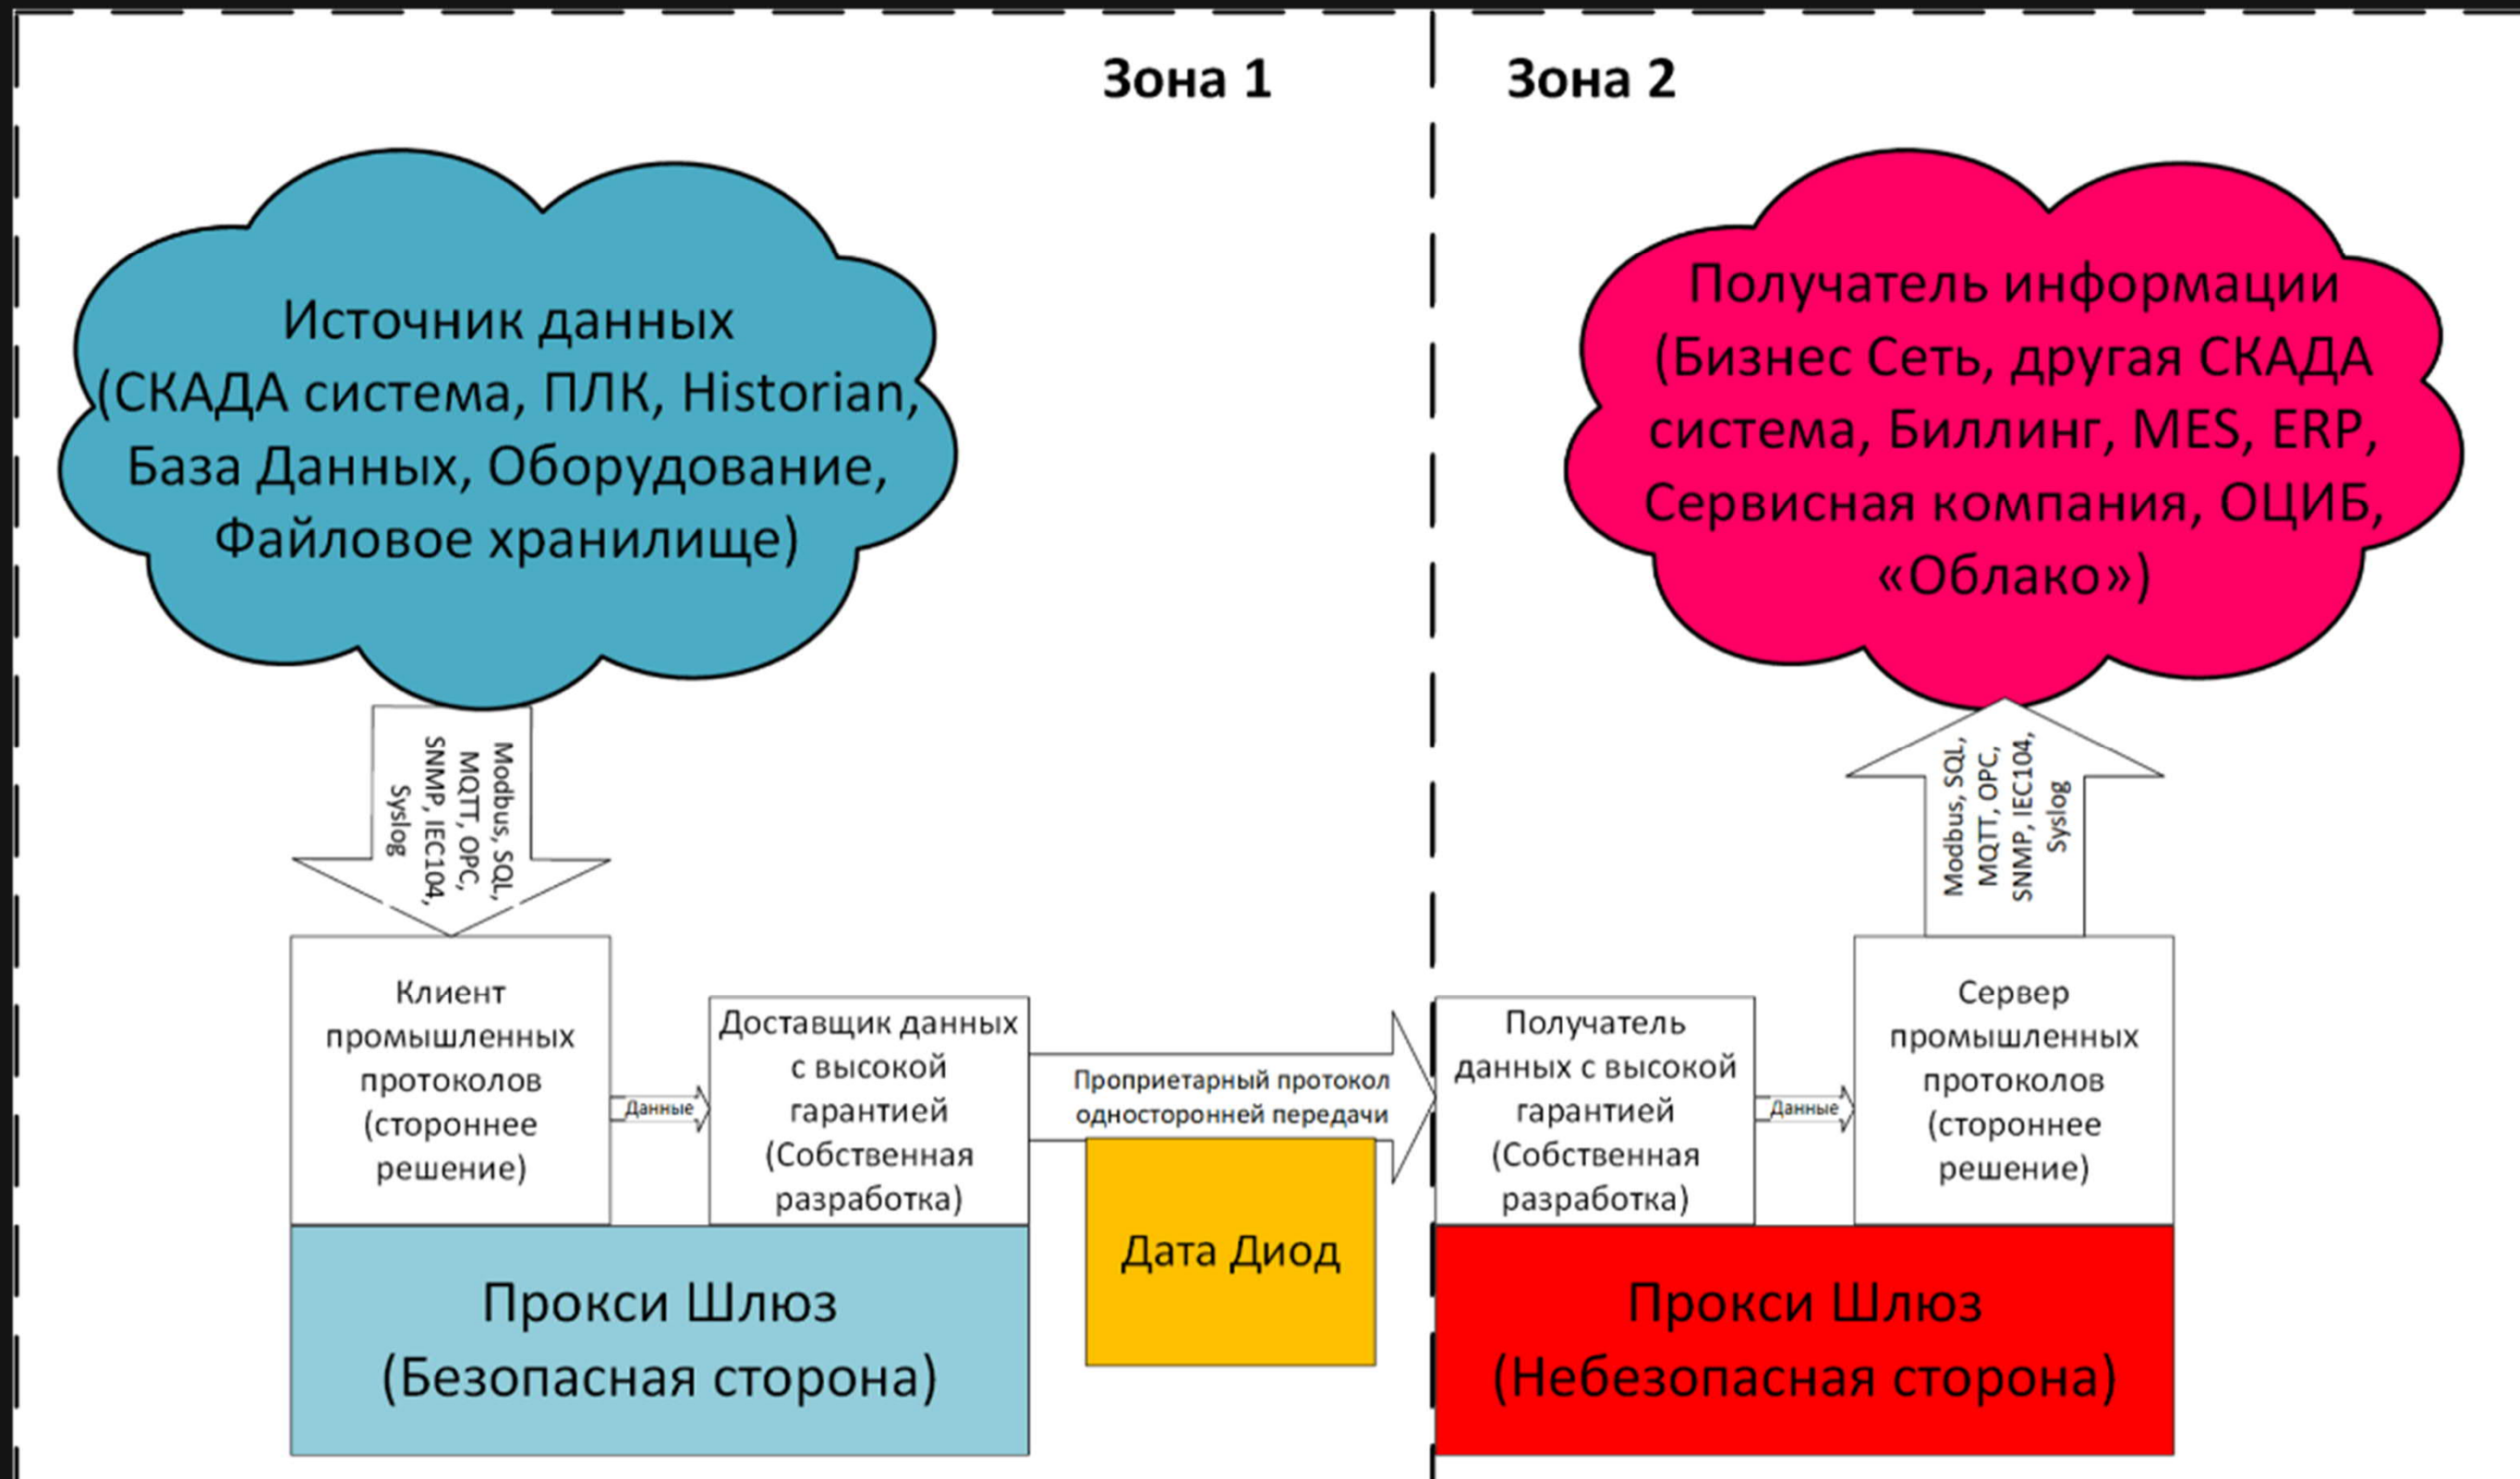 Зона 1
Зона 2
Источник данных
(СКАДА система, ПЛК, Historian,
База Данных, Оборудование,
Файловое хранилище)
Получатель информации
(Бизнес Сеть, другая СКАДА
система, Биллинг, MES, ERP,
Сервисная компания, ОЦИБ,
«Облако»)
Modbus, SQL,
MQTT, OPC,
SNMP, IEC104,
Syslog
Modbus, SQL,
MQTT, OPC,
SNMP, IEC104,
Syslog
Клиент
промышленных
протоколов
(стороннее
решение)
Данные
Доставщик данных
с высокой
гарантией
(Собственная
разработка)
Проприетарный протокол
односторонней передачи
Получатель
данных с высокой
гарантией
(Собственная
разработка)
Данные
Сервер
промышленных
протоколов
(стороннее
решение)
Прокси Шлюз
(Безопасная сторона)
Дата Диод
Прокси Шлюз
(Небезопасная сторона)